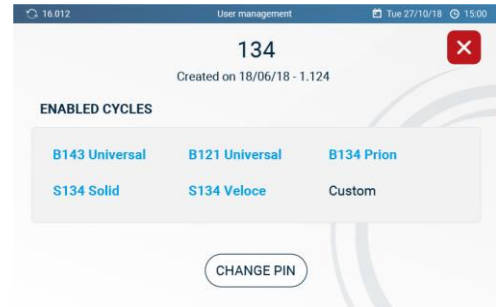 16.012 User management Tue 27/10/18 15:00
134
Created on 18/06/18 - 1.124
ENABLED CYCLES
B143 Universal B121 Universal B134 Prion
S134 Solid S134 Veloce Custom
CHANGE PIN